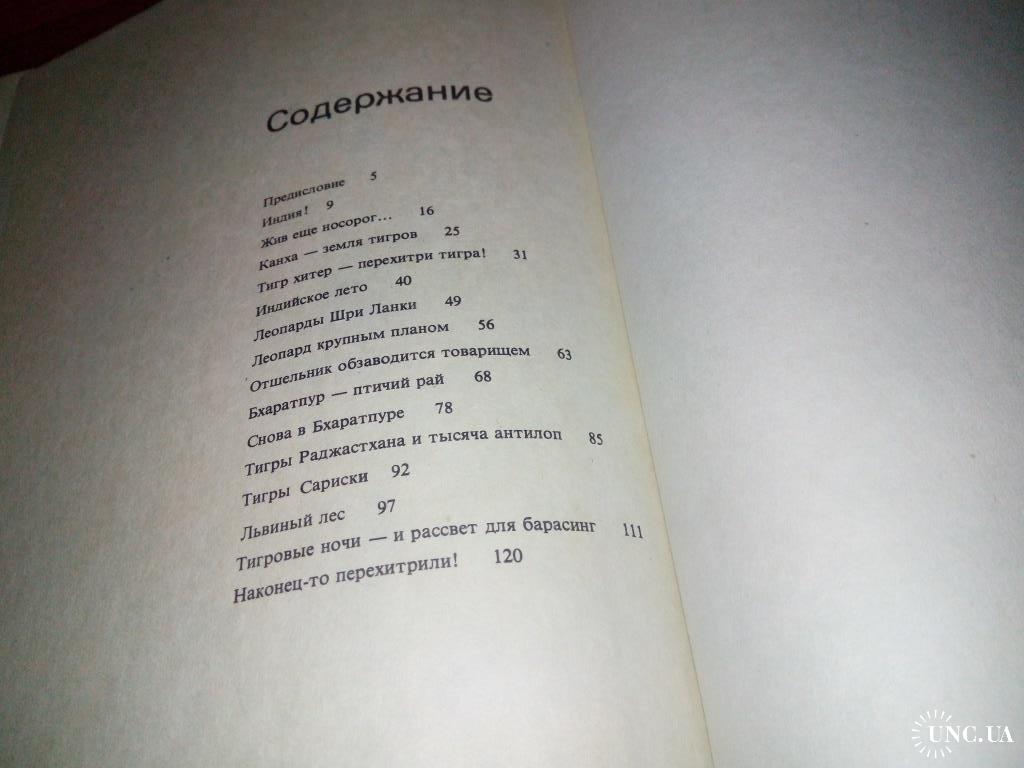 Содержание
Предисловие 5
Индия! 9
Жив еще носорог... 16
Канха — земля тигров 25
Тигр хитер — перехитри тигра! 31
Индийское лето 40
Леопарды Шри Ланки 49
Леопард крупным планом 56
Отшельник обзаводится товарищем 63
Бхаратпур — птичий рай 68
Снова в Бхаратпуре 78
Тигры Раджастхана и тысяча антилоп 85
Тигры Сариски 92
Львиный лес 97
Тигровые ночи — и рассвет для барасинг 111
Наконец-то перехитрили! 120
UNC.UA